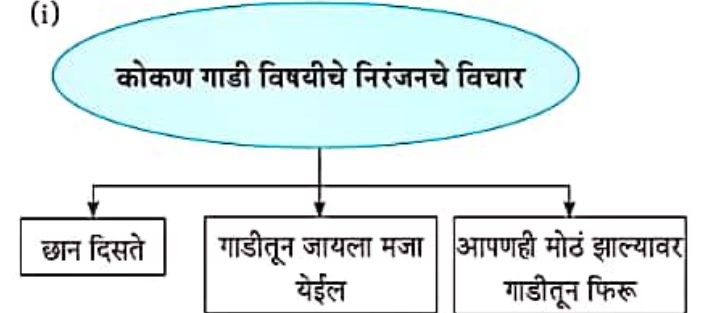 (i)
कोकण गाडी विषयीचे निरंजनचे विचार
छान दिसते
गाडीतून जायला मजा
येईल
आपणही मोठं झाल्यावर
गाडीतून फिरू